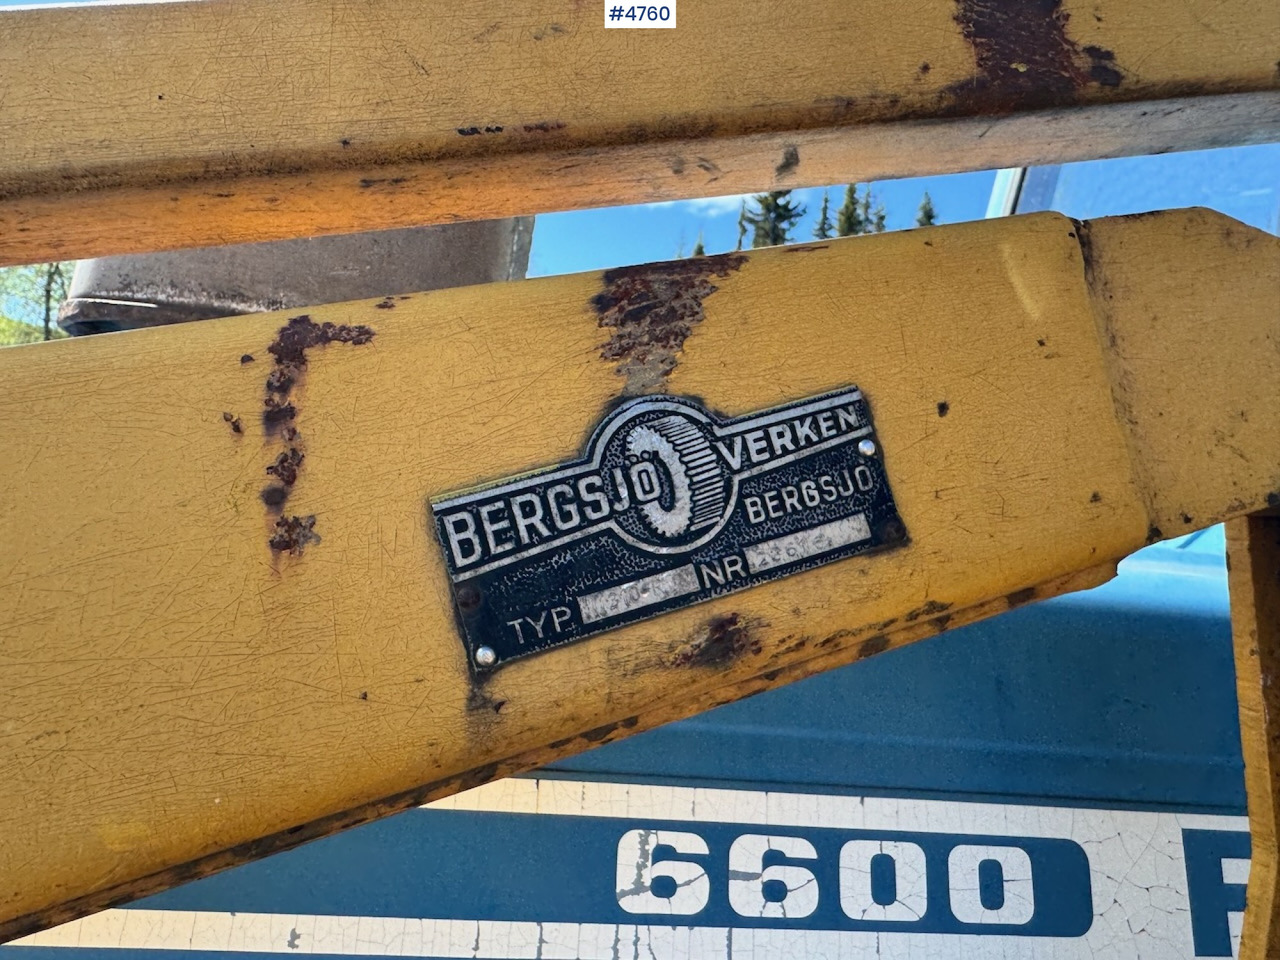 #4760
BERGSJÖ VERKEN
BERGSJÖ
TYP NR
6600 F